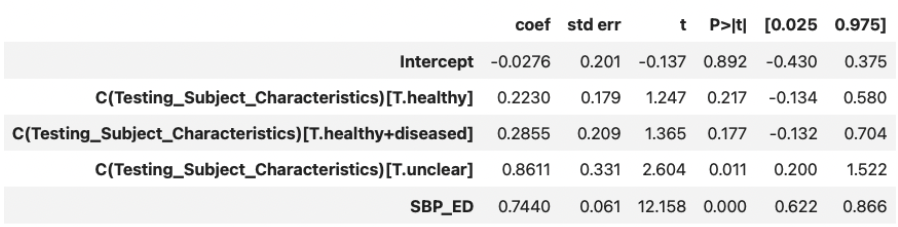 coef std err t P>|t| [0.025 0.975]
Intercept -0.0276 0.201 -0.137 0.892 -0.430 0.375
C(Testing_Subject_Characteristics)[T.healthy] 0.2230 0.179 1.247 0.217 -0.134 0.580
C(Testing_Subject_Characteristics)[T.healthy+diseased] 0.2855 0.209 1.365 0.177 -0.132 0.704
C(Testing_Subject_Characteristics)[T.unclear] 0.8611 0.331 2.604 0.011 0.200 1.522
SBP_ED 0.7440 0.061 12.158 0.000 0.622 0.866